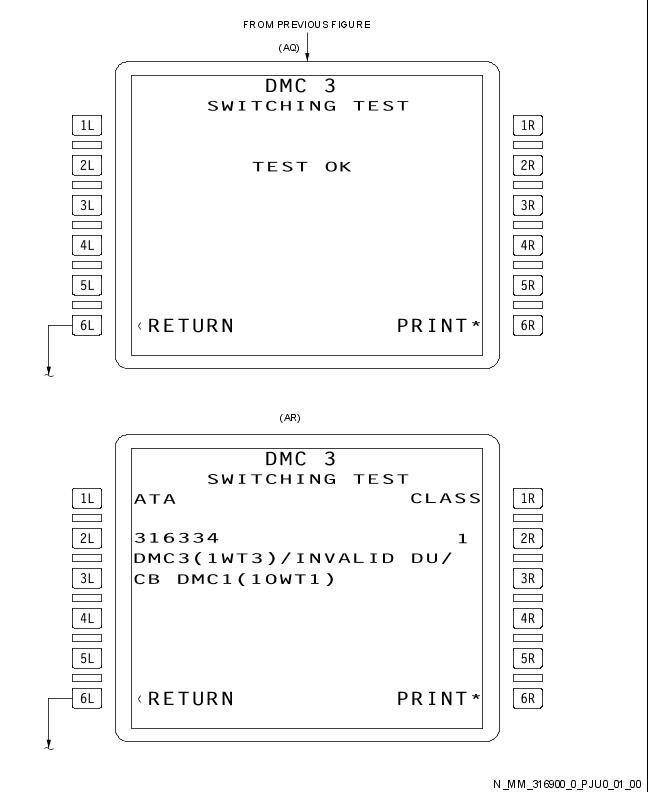 FROM PREVIOUS FIGURE
(AQ)
DMC 3
SWITCHING TEST
1L 1R
2L TEST OK 2R
3L 3R
4L 4R
5L 5R
6L <RETURN PRINT* 6R
(AR)
DMC 3
SWITCHING TEST
1L ATA CLASS 1R
2L 316334 1 2R
DMC3(1WT3)/INVALID DU/
3L CB DMC1(10WT1) 3R
4L 4R
5L 5R
6L <RETURN PRINT* 6R
N_MM_316900_0_PJU0_01_00